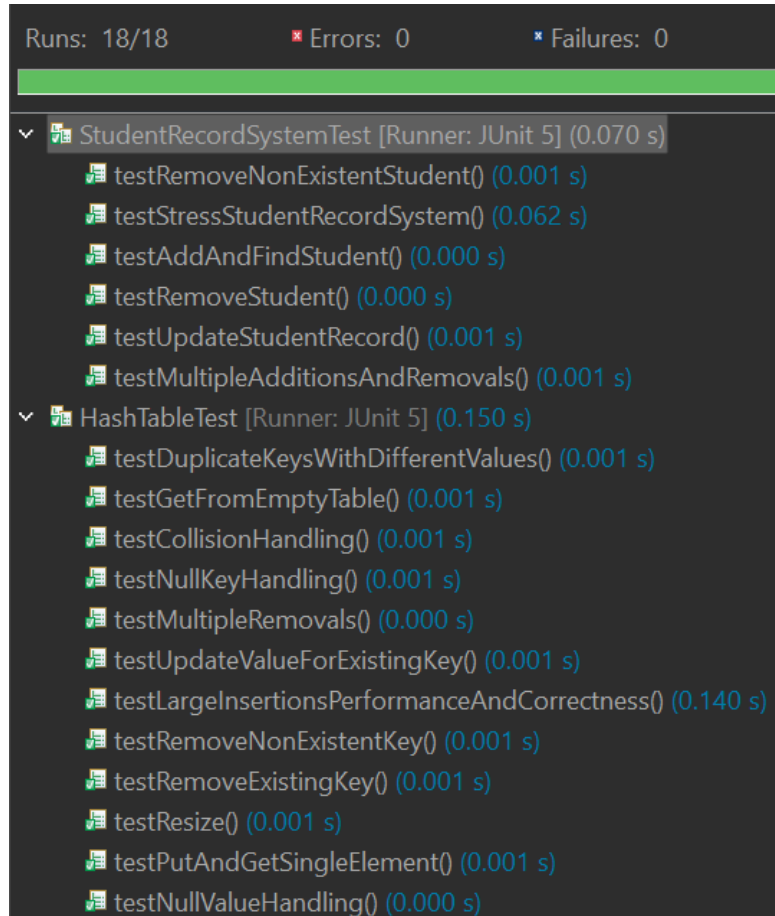 Runs: 18/18 Errors: 0 Failures: 0
StudentRecordSystemTest [Runner: JUnit 5] (0.070 s)
testRemoveNonExistentStudent() (0.001 s)
testStressStudentRecordSystem() (0.062 s)
testAddAndFindStudent() (0.000 s)
testRemoveStudent() (0.000 s)
testUpdateStudentRecord() (0.001 s)
testMultipleAdditionsAndRemovals() (0.001 s)
HashTableTest [Runner: JUnit 5] (0.150 s)
testDuplicateKeysWithDifferentValues() (0.001 s)
testGetFromEmptyTable() (0.001 s)
testCollisionHandling() (0.001 s)
testNullKeyHandling() (0.001 s)
testMultipleRemovals() (0.000 s)
testUpdateValueForExistingKey() (0.001 s)
testLargeInsertionsPerformanceAndCorrectness() (0.140 s)
testRemoveNonExistentKey() (0.001 s)
testRemoveExistingKey() (0.001 s)
testResize() (0.001 s)
testPutAndGetSingleElement() (0.001 s)
testNullValueHandling() (0.000 s)